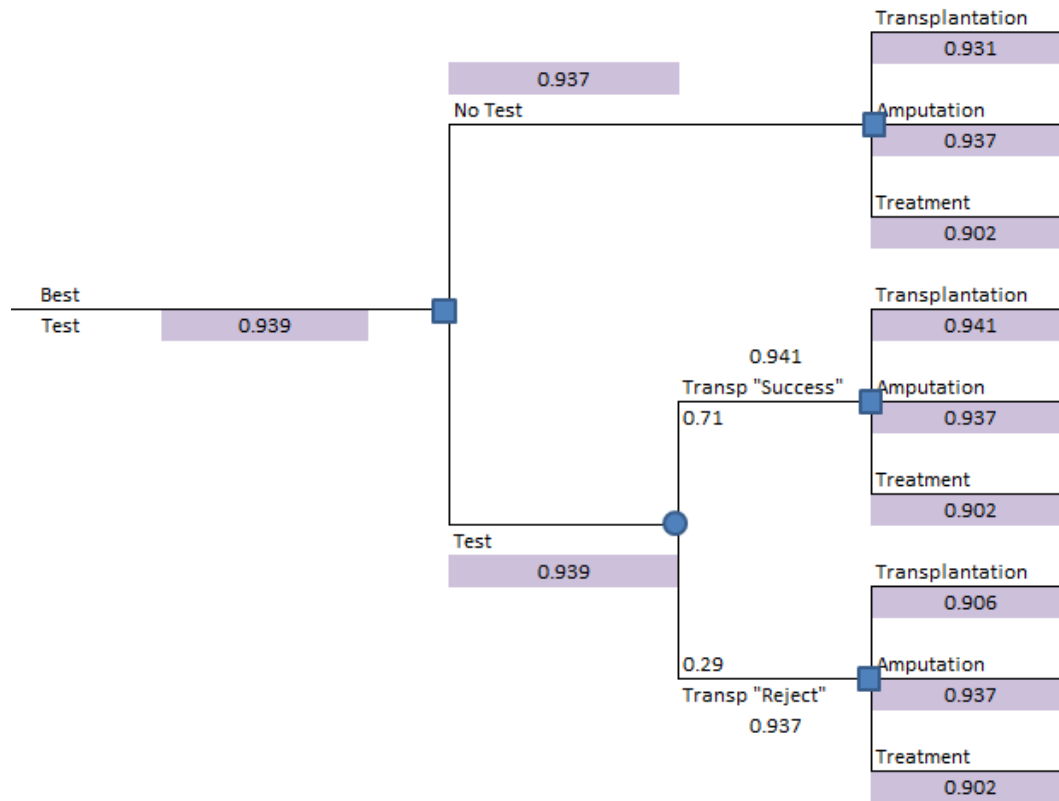 Transplantation
0.931
0.937
No Test
Amputation
0.937
Treatment
0.902
Best
Transplantation
Test
0.939
0.941
0.941
Transp "Success"
Amputation
0.71
0.937
Treatment
0.902
Test
0.939
Transplantation
0.906
0.29
Amputation
Transp "Reject"
0.937
0.937
Treatment
0.902